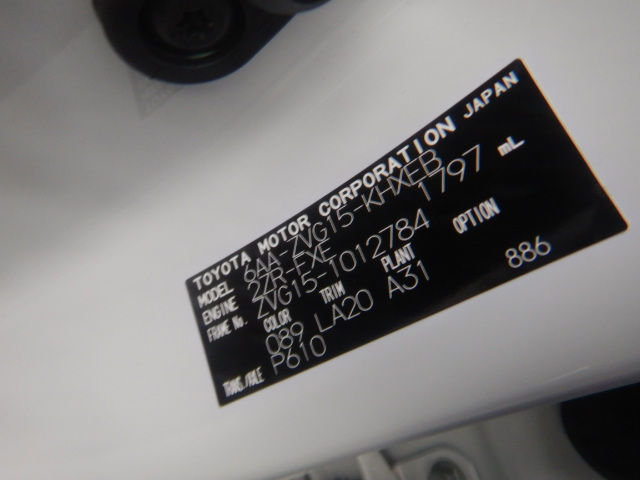 TOYOTA MOTOR CORPORATION JAPAN
MODEL 6AA-ZVG15-KHXEB
ENGINE 2ZR-FXE 1797 mL
FRAME No. ZVG15-1012784
COLOR TRIM PLANT OPTION
089 LA20 A31 886
TRANS./AXLE P610